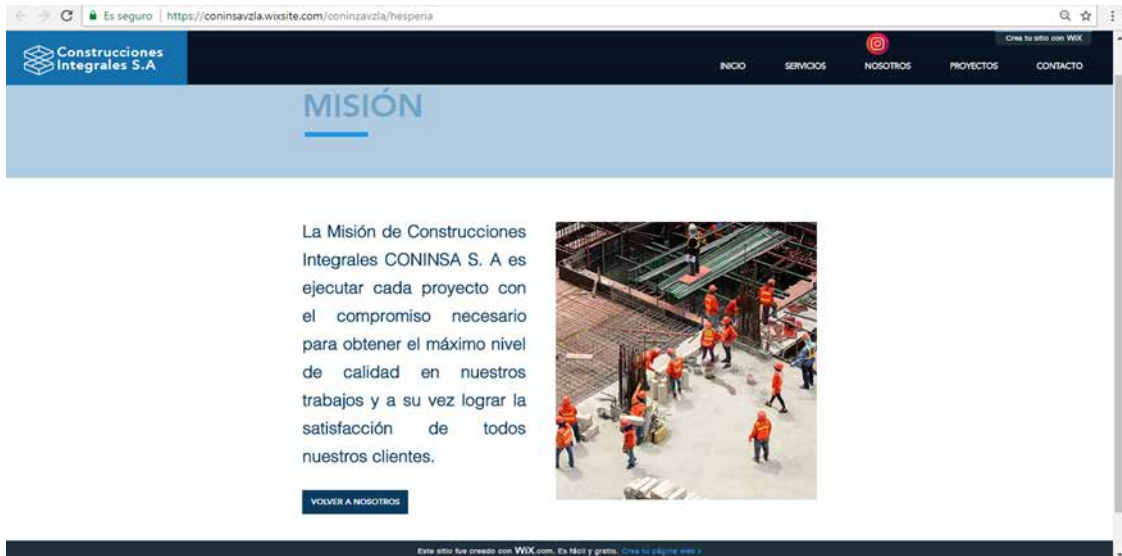 Es seguro | https://coninsavzla.wixsite.com/coninzavzla/hesperia
Construcciones
Integrales S.A
Crea tu sitio con WiX
INICIO SERVICIOS NOSOTROS PROYECTOS CONTACTO
MISIÓN
La Misión de Construcciones
Integrales CONINSA S. A es
ejecutar cada proyecto con
el compromiso necesario
para obtener el máximo nivel
de calidad en nuestros
trabajos y a su vez lograr la
satisfacción de todos
nuestros clientes.
VOLVER A NOSOTROS
Este sitio fue creado con WiX.com. Es fácil y gratis. Crea tu página web >